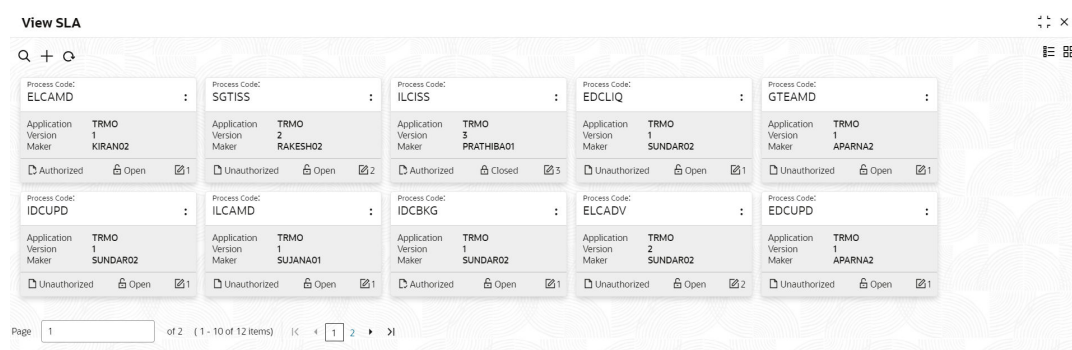 View SLA
Process Code: Process Code: Process Code: Process Code: Process Code:
ELCAMD SGTISS ILCISS EDCLIQ GTEAMD
Application TRMO Application TRMO Application TRMO Application TRMO Application TRMO
Version 1 Version 2 Version 3 Version 1 Version 1
Maker KIRAN02 Maker RAKESH02 Maker PRATHIBA01 Maker SUNDAR02 Maker APARNA2
Authorized Open 1 Unauthorized Open 2 Authorized Closed 3 Unauthorized Open 1 Unauthorized Open 1
Process Code: Process Code: Process Code: Process Code: Process Code:
IDCUPD ILCAMD IDCBKG ELCADV EDCUPD
Application TRMO Application TRMO Application TRMO Application TRMO Application TRMO
Version 1 Version 1 Version 1 Version 2 Version 1
Maker SUNDAR02 Maker SUJANA01 Maker SUNDAR02 Maker SUNDAR02 Maker APARNA2
Unauthorized Open 1 Unauthorized Open 1 Authorized Open 1 Unauthorized Open 2 Unauthorized Open 1
Page 1 of 2 (1 - 10 of 12 items) 1 2